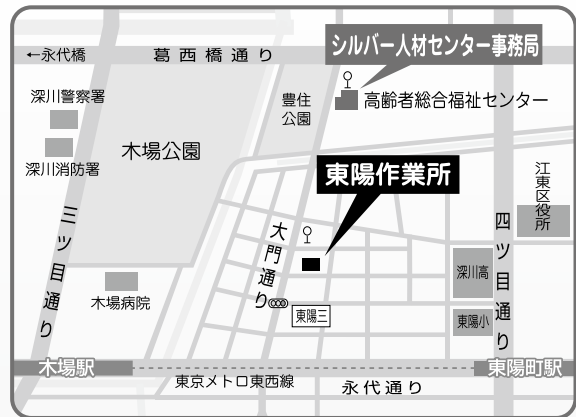 シルバー人材センター事務局
←永代橋
葛西橋通り
深川警察署
豊住
公園
高齢者総合福祉センター
木場公園
深川消防署
東陽作業所
江東区役所
三ツ目通り
大門通り
四ツ目通り
深川高
木場病院
東陽三
東陽小
木場駅
東陽町駅
東京メトロ東西線
永代通り